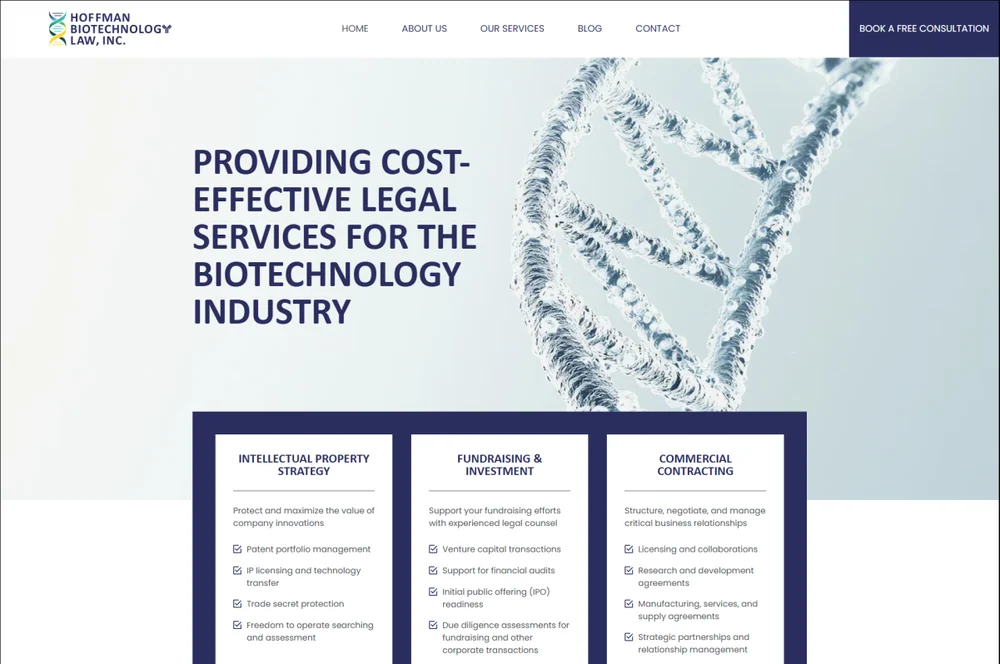 HOFFMAN
BIOTECHNOLOGY
LAW, INC.
HOME
ABOUT US
OUR SERVICES
BLOG
CONTACT
BOOK A FREE CONSULTATION
PROVIDING COST-
EFFECTIVE LEGAL
SERVICES FOR THE
BIOTECHNOLOGY
INDUSTRY
INTELLECTUAL PROPERTY
STRATEGY
Protect and maximize the value of
company innovations
Patent portfolio management
IP licensing and technology
transfer
Trade secret protection
Freedom to operate searching
and assessment
FUNDRAISING &
INVESTMENT
Support your fundraising efforts
with experienced legal counsel
Venture capital transactions
Support for financial audits
Initial public offering (IPO)
readiness
Due diligence assessments for
fundraising and other
corporate transactions
COMMERCIAL
CONTRACTING
Structure, negotiate, and manage
critical business relationships
Licensing and collaborations
Research and development
agreements
Manufacturing, services, and
supply agreements
Strategic partnerships and
relationship management